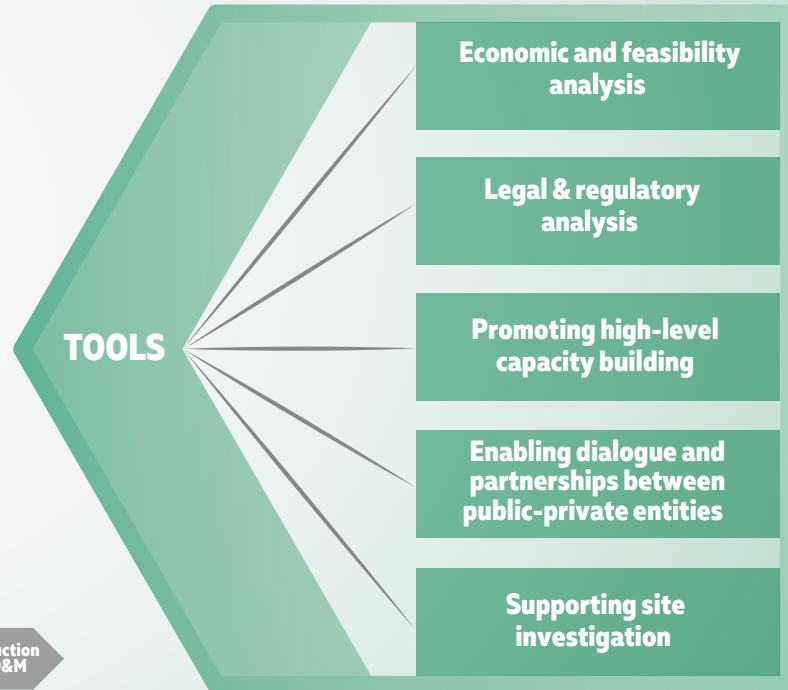 Economic and feasibility
analysis
Legal & regulatory
analysis
TOOLS
Promoting high-level
capacity building
Enabling dialogue and
partnerships between
public-private entities
Supporting site
investigation